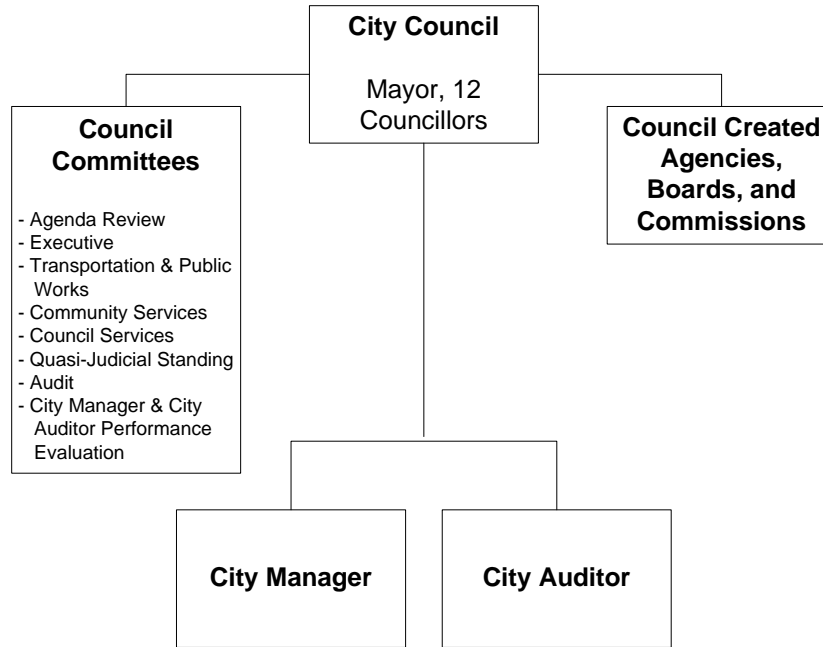 City Council
Mayor, 12
Councillors
Council
Committees
- Agenda Review
- Executive
- Transportation & Public
Works
- Community Services
- Council Services
- Quasi-Judicial Standing
- Audit
- City Manager & City
Auditor Performance
Evaluation
Council Created
Agencies,
Boards, and
Commissions
City Manager
City Auditor